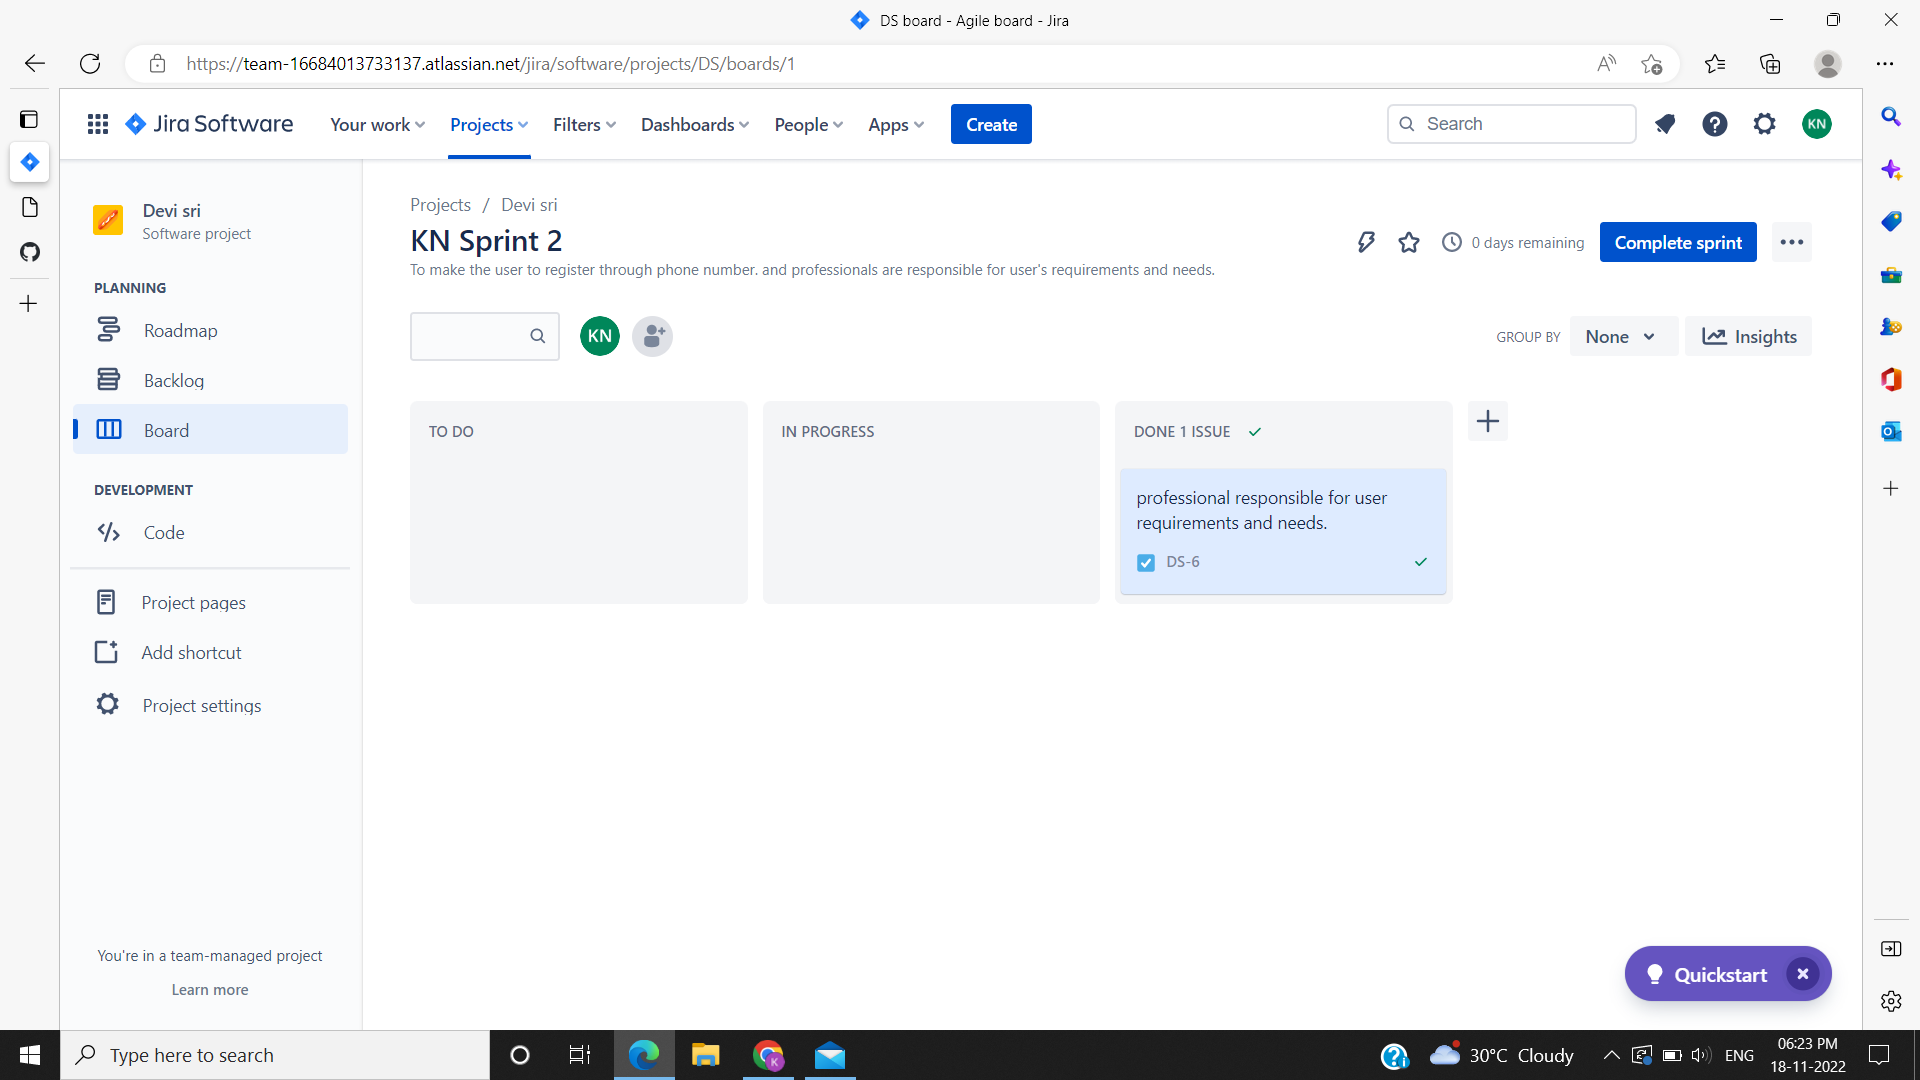 DS board - Agile board - Jira
https://team-16684013733137.atlassian.net/jira/software/projects/DS/boards/1
Jira Software
Your work
Projects
Filters
Dashboards
People
Apps
Create
Search
KN
Devi sri
Software project
PLANNING
Roadmap
Backlog
Board
DEVELOPMENT
Code
Project pages
Add shortcut
Project settings
You're in a team-managed project
Learn more
Projects / Devi sri
KN Sprint 2
To make the user to register through phone number. and professionals are responsible for user's requirements and needs.
0 days remaining
Complete sprint
KN
GROUP BY
None
Insights
TO DO
IN PROGRESS
DONE 1 ISSUE
professional responsible for user
requirements and needs.
DS-6
Quickstart
Type here to search
K
30°C Cloudy
ENG
06:23 PM
18-11-2022